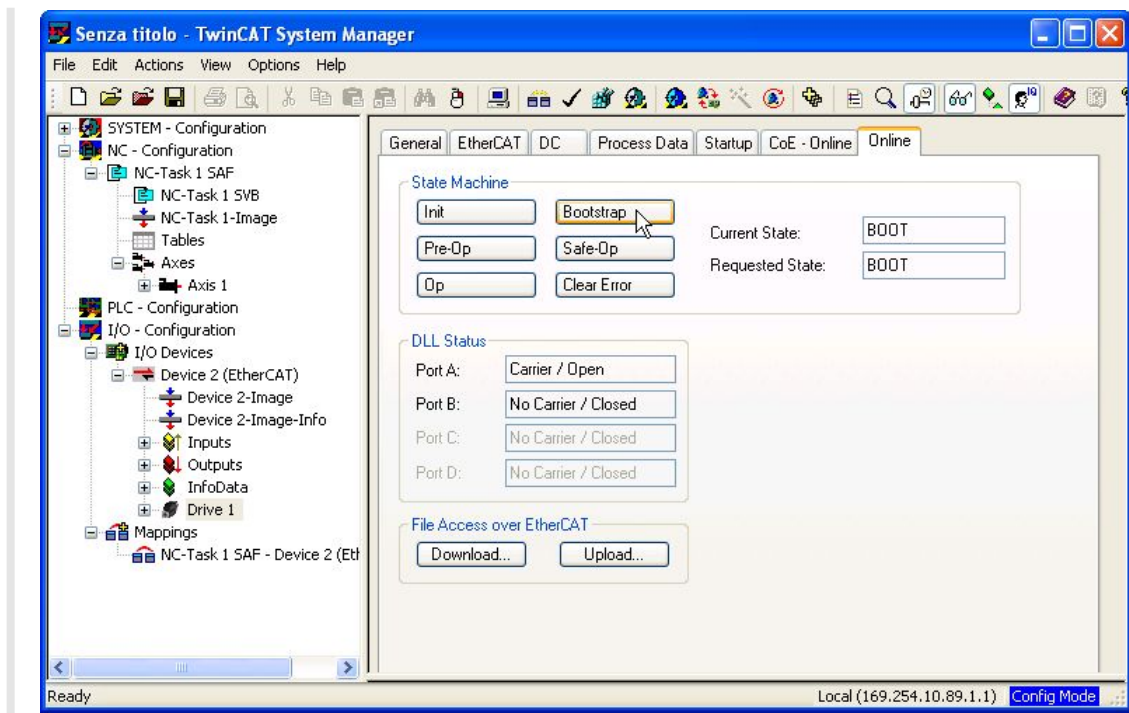 Senza titolo - TwinCAT System Manager
File Edit Actions View Options Help
SYSTEM - Configuration
NC - Configuration
NC-Task 1 SAF
NC-Task 1 SVB
NC-Task 1-Image
Tables
Axes
Axis 1
PLC - Configuration
I/O - Configuration
I/O Devices
Device 2 (EtherCAT)
Device 2-Image
Device 2-Image-Info
Inputs
Outputs
InfoData
Drive 1
Mappings
NC-Task 1 SAF - Device 2 (Eth
General EtherCAT DC Process Data Startup CoE - Online Online
State Machine
Init Bootstrap
Pre-Op Safe-Op
Op Clear Error
Current State: BOOT
Requested State: BOOT
DLL Status
Port A: Carrier / Open
Port B: No Carrier / Closed
Port C: No Carrier / Closed
Port D: No Carrier / Closed
File Access over EtherCAT
Download... Upload...
Ready Local (169.254.10.89.1.1) Config Mode